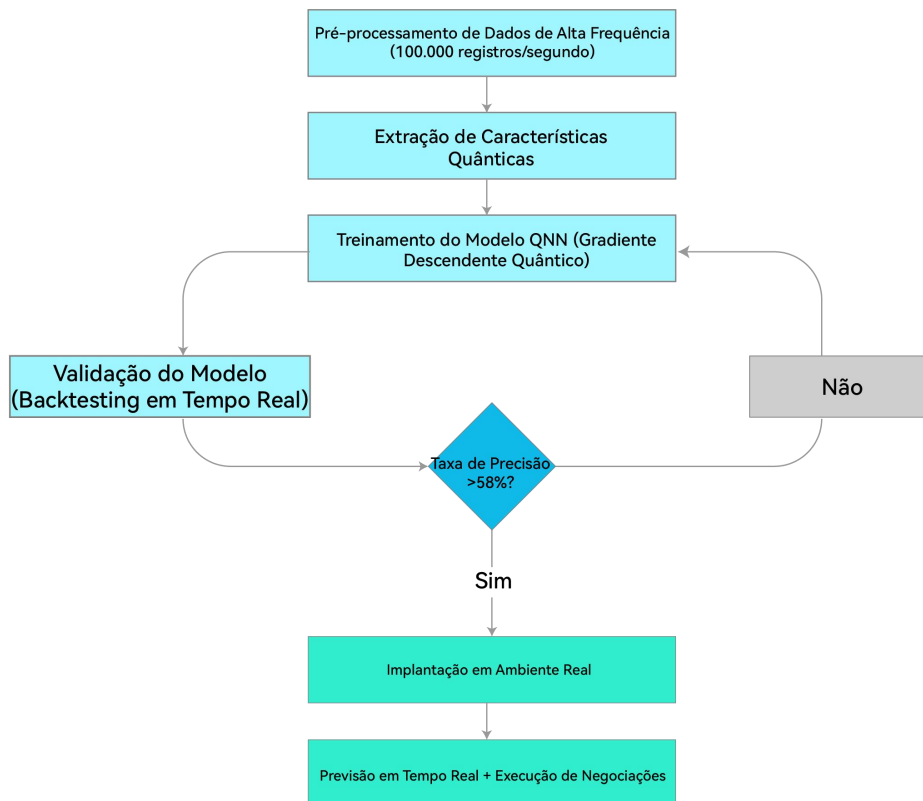 Pré-processamento de Dados de Alta Frequência
(100.000 registros/segundo)
Extração de Características
Quânticas
Treinamento do Modelo QNN (Gradiente
Descendente Quântico)
Validação do Modelo
(Backtesting em Tempo Real)
Não
Taxa de Precisão
>58%?
Sim
Implantação em Ambiente Real
Previsão em Tempo Real + Execução de Negociações